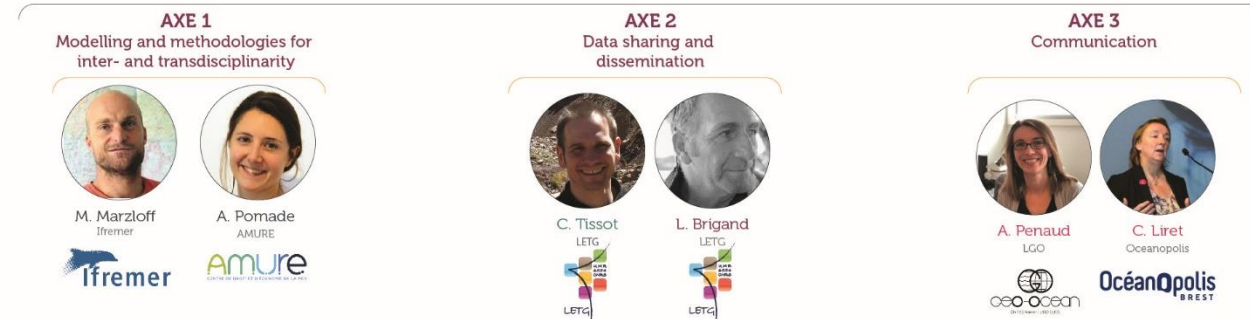 AXE 1
Modelling and methodologies for
inter- and transdisciplinarity
M. Marzloff
Ifremer
Ifremer
A. Pomade
AMURE
AMURE
AXE 2
Data sharing and
dissemination
C. Tissot
LETG
LETG
L. Brigand
LETG
LETG
AXE 3
Communication
A. Penaud
LGO
GEO-OCEAN
C. Liret
Oceanopolis
OcéanOpolis
BREST